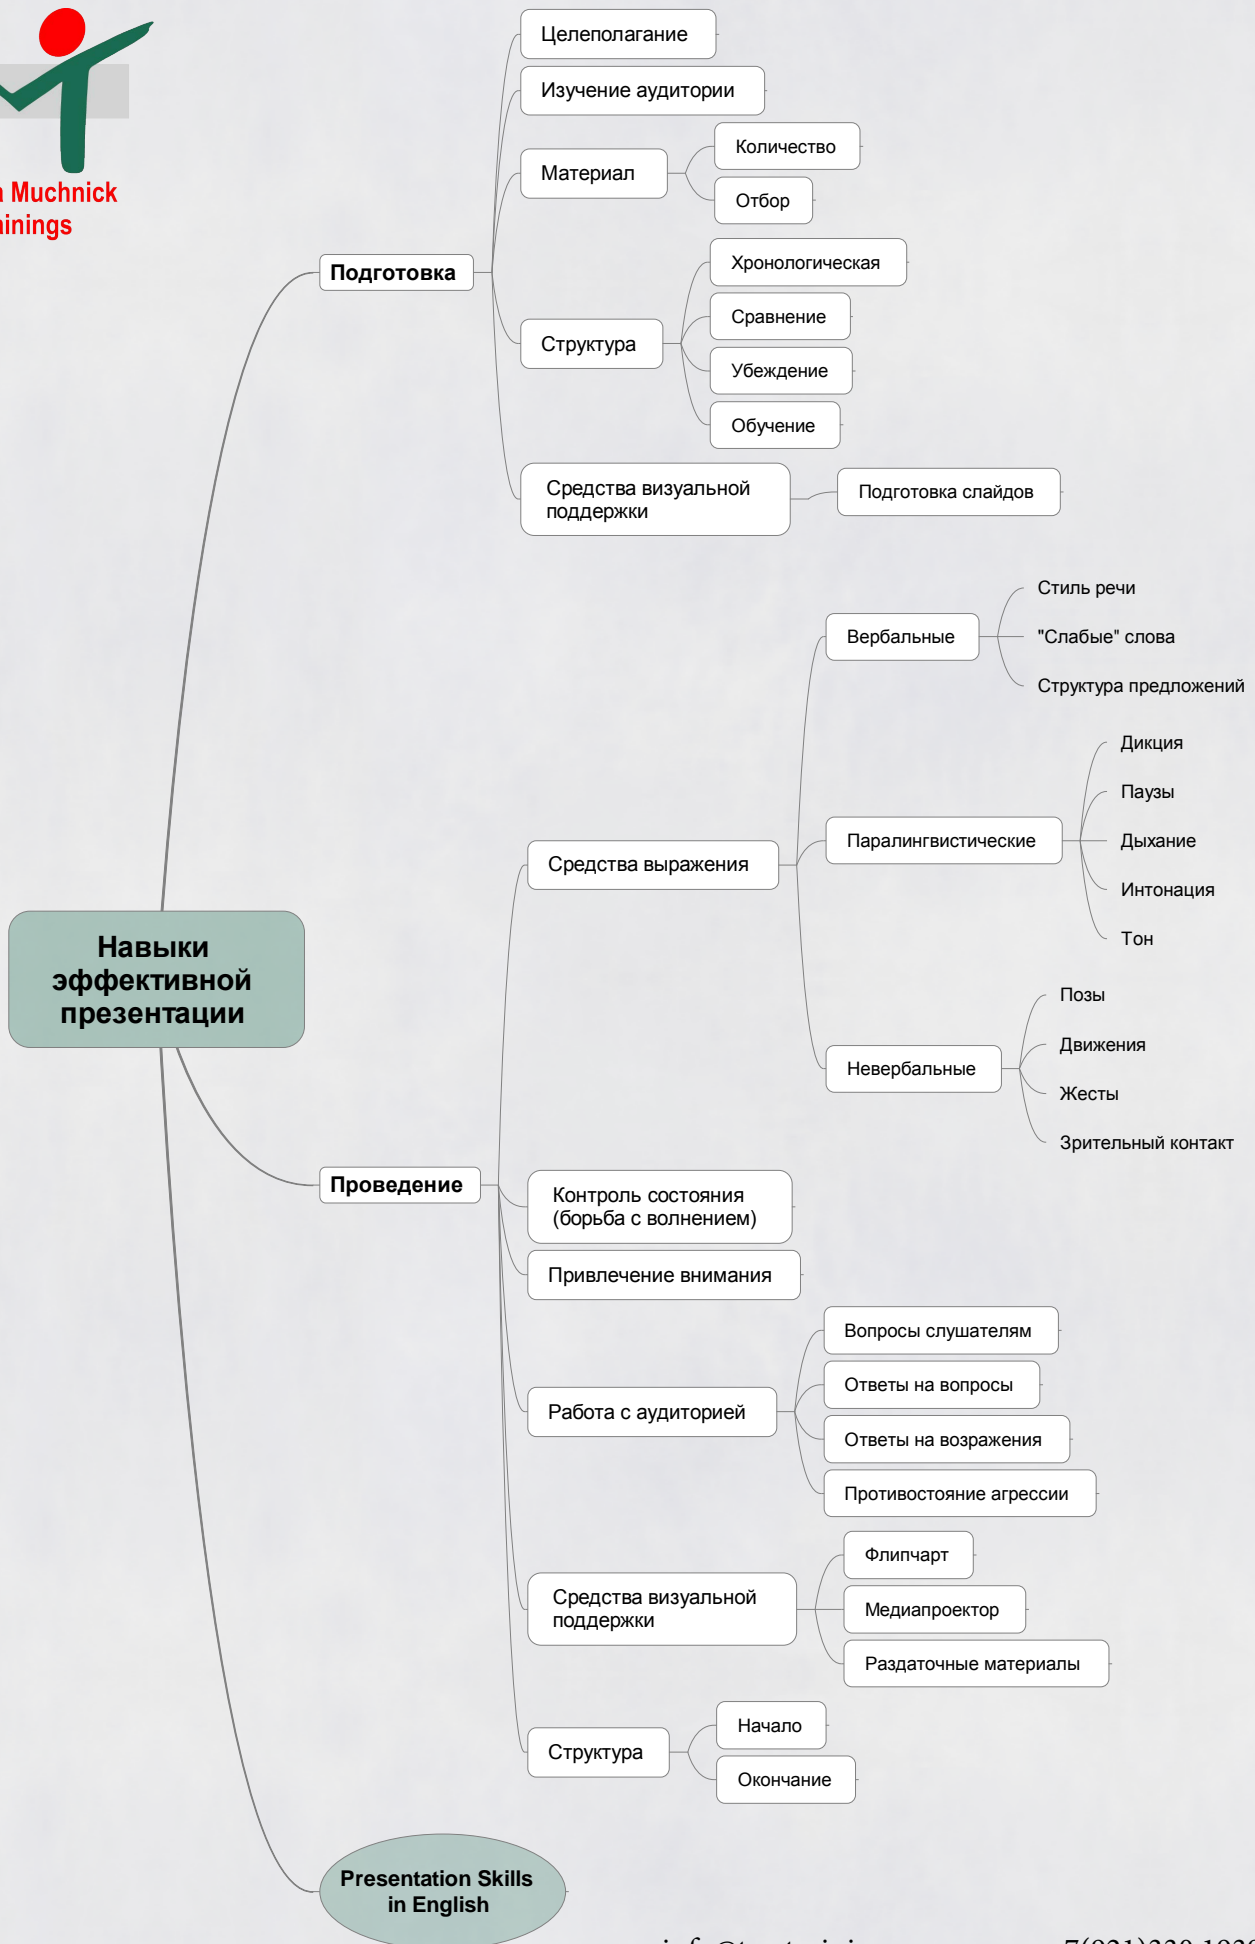 Muchnick
Целеполагание
Изучение аудитории
Материал
Количество
Отбор
Подготовка
Структура
Хронологическая
Сравнение
Убеждение
Обучение
Средства визуальной
поддержки
Подготовка слайдов
Навыки
эффективной
презентации
Проведение
Средства выражения
Вербальные
Стиль речи
"Слабые" слова
Структура предложений
Паралингвистические
Дикция
Паузы
Дыхание
Интонация
Тон
Невербальные
Позы
Движения
Жесты
Зрительный контакт
Контроль состояния
(борьба с волнением)
Привлечение внимания
Работа с аудиторией
Вопросы слушателям
Ответы на вопросы
Ответы на возражения
Противостояние агрессии
Средства визуальной
поддержки
Флипчарт
Медиапроектор
Раздаточные материалы
Структура
Начало
Окончание
Presentation Skills
in English